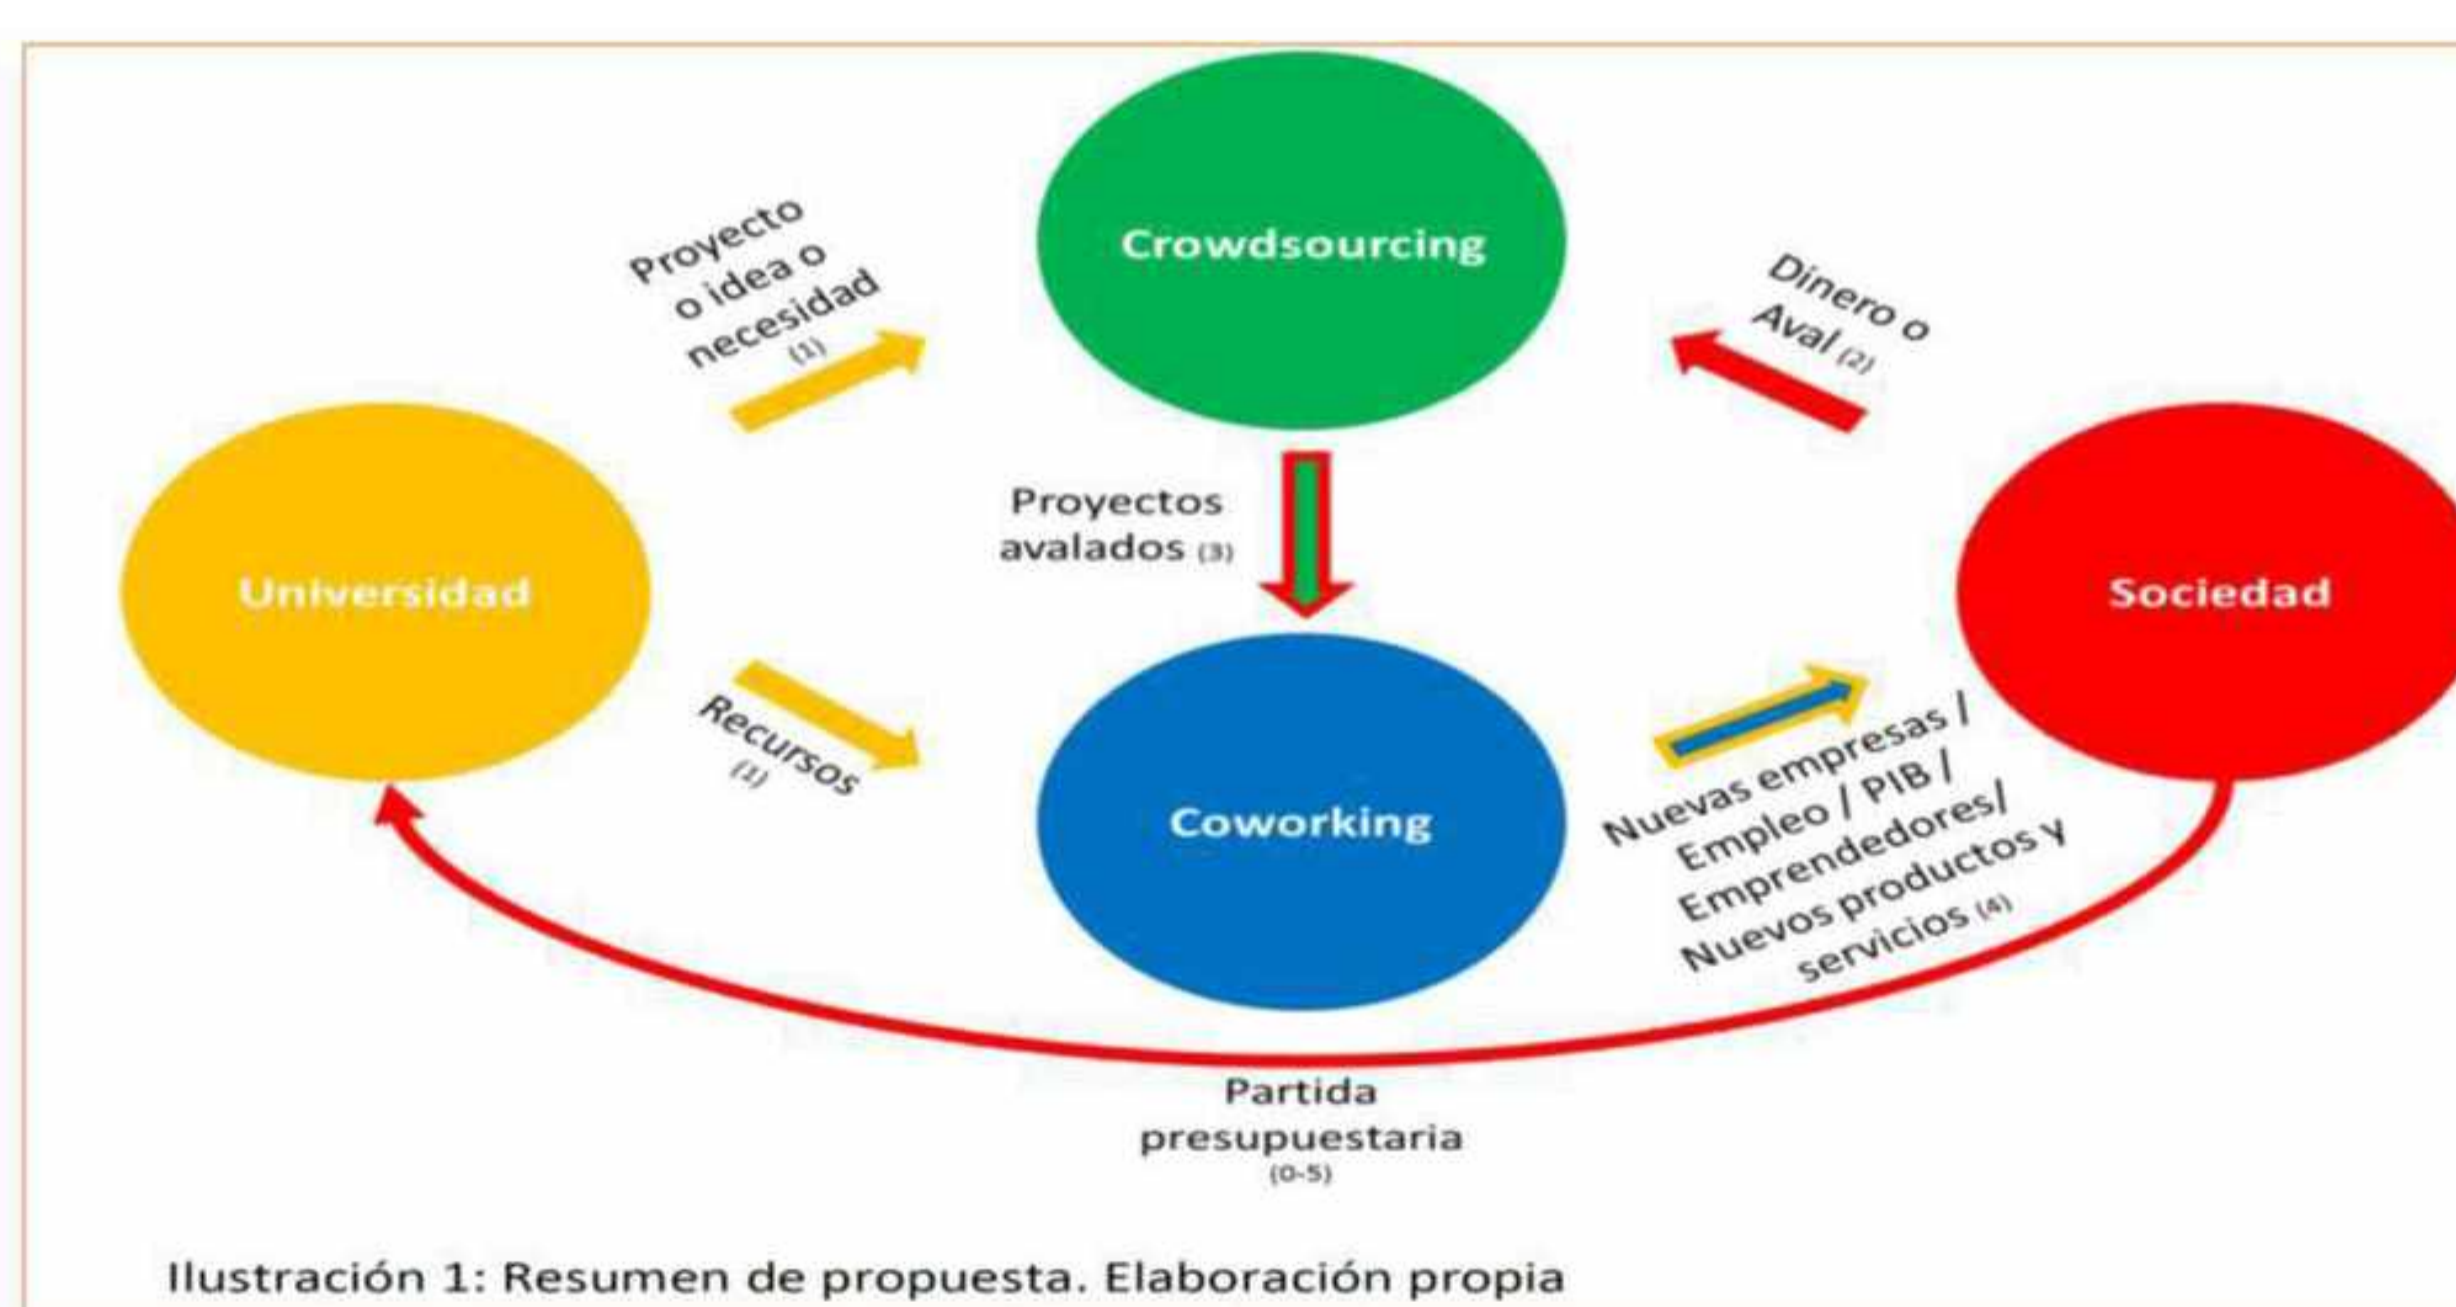 Crowdsourcing
Proyecto
o idea o
necesidad
(1)
Dinero o
Aval (2)
Proyectos
avalados (3)
Universidad
Sociedad
Recursos
(1)
Coworking
Nuevas empresas /
Empleo / PIB /
Emprendedores/
Nuevos productos y
servicios (4)
Partida
presupuestaria
(0-5)
Ilustración 1: Resumen de propuesta. Elaboración propia